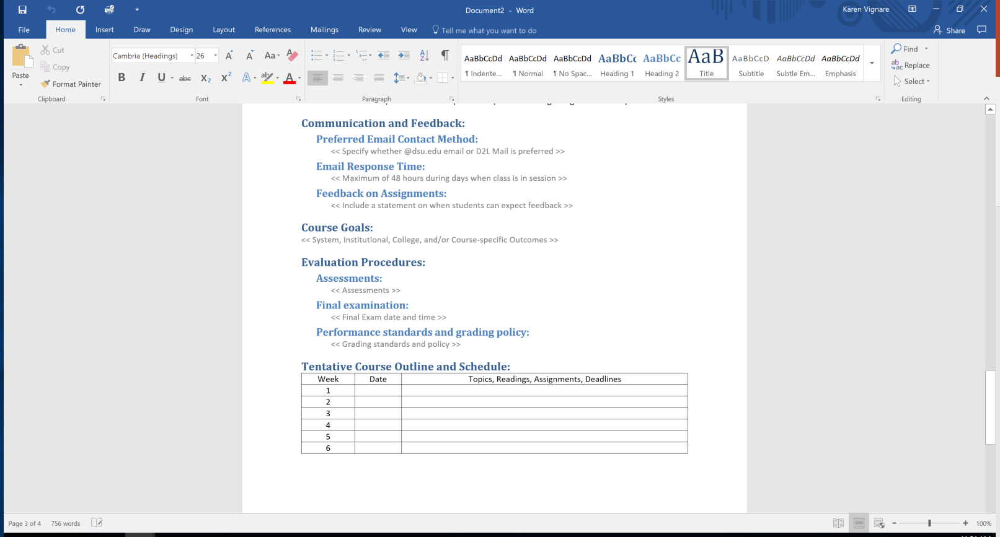 Document2 - Word
Karen Vignare
File Home Insert Draw Design Layout References Mailings Review View Tell me what you want to do
Share
Paste
Cut
Copy
Format Painter
Clipboard
Cambria (Headings) 26
Aa
B I U abc X2 X2 A ab A
Font
Paragraph
AaBbCcDd AaBbCcDd AaBbCcDd AaBbCc AaBbCc AaB AaBbCcD AaBbCcDd AaBbCcDd
¶ Indente... ¶ Normal ¶ No Spac... Heading 1 Heading 2 Title Subtitle Subtle Em... Emphasis
Styles
Find
Replace
Select
Editing
Communication and Feedback:
Preferred Email Contact Method:
<< Specify whether @dsu.edu email or D2L Mail is preferred >>
Email Response Time:
<< Maximum of 48 hours during days when class is in session >>
Feedback on Assignments:
<< Include a statement on when students can expect feedback >>
Course Goals:
<< System, Institutional, College, and/or Course-specific Outcomes >>
Evaluation Procedures:
Assessments:
<< Assessments >>
Final examination:
<< Final Exam date and time >>
Performance standards and grading policy:
<< Grading standards and policy >>
Tentative Course Outline and Schedule:
Week Date Topics, Readings, Assignments, Deadlines
1
2
3
4
5
6
Page 3 of 4 756 words
100%